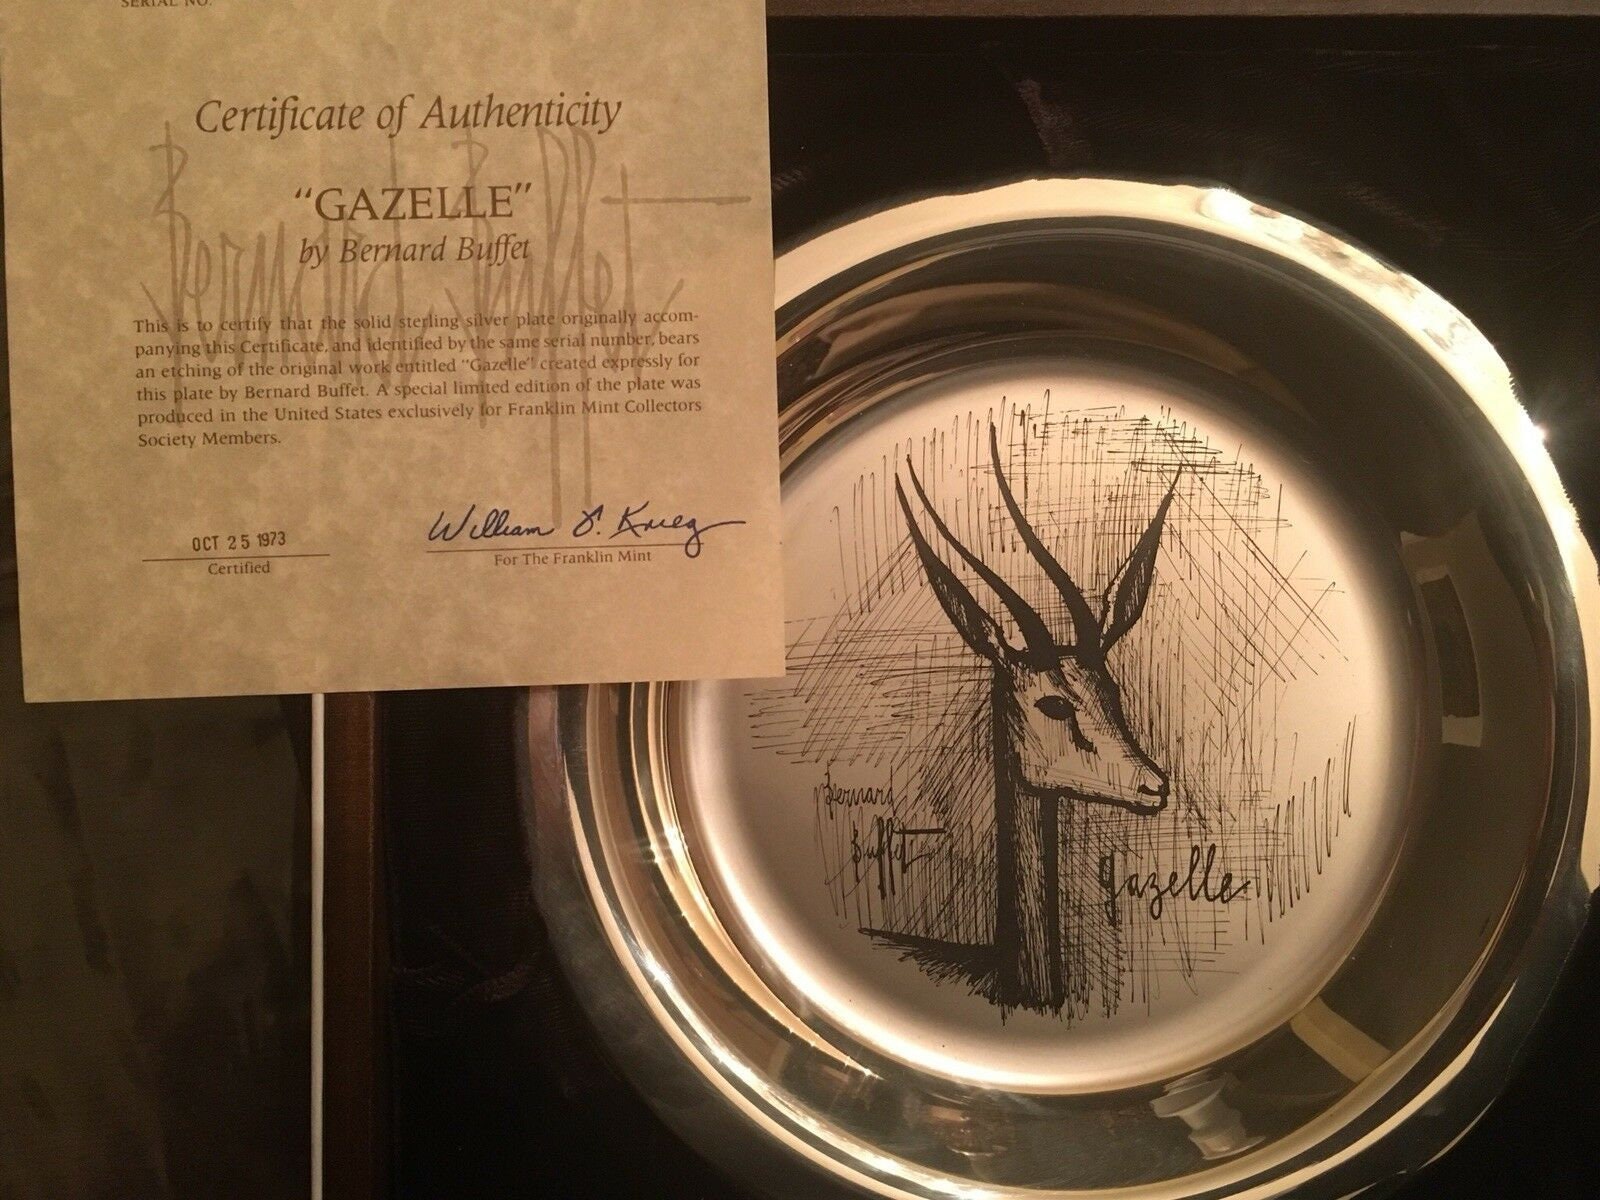 SERIAL NO.
Certificate of Authenticity
"GAZELLE"
by Bernard Buffet
This is to certify that the solid sterling silver plate originally accom-
panying this Certificate, and identified by the same serial number, bears
an etching of the original work entitled "Gazelle" created expressly for
this plate by Bernard Buffet. A special limited edition of the plate was
produced in the United States exclusively for Franklin Mint Collectors
Society Members.
OCT 25 1973
Certified
William F. Krieg
For The Franklin Mint
Bernard Buffet
Bernard
Buffet
gazelle